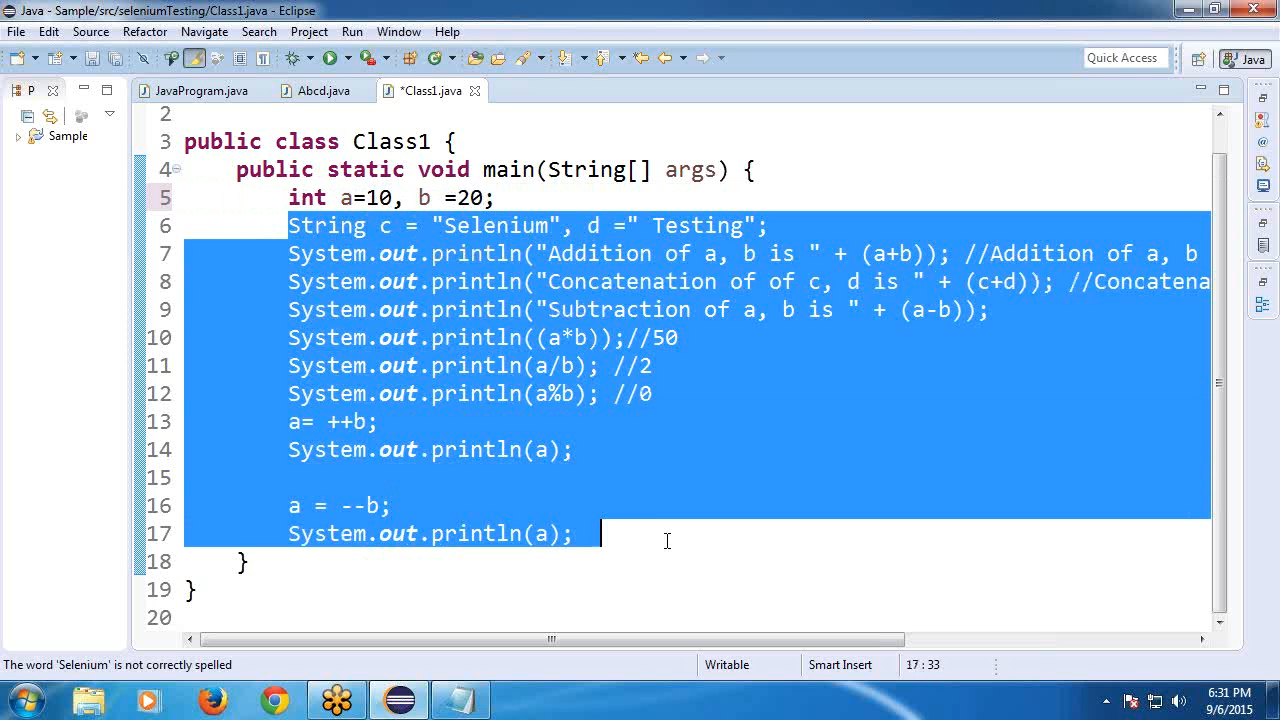 Java - Sample/src/seleniumTesting/Class1.java - Eclipse
File Edit Source Refactor Navigate Search Project Run Window Help
Quick Access
Java
P
JavaProgram.java
Abcd.java
*Class1.java
Sample
2
3 public class Class1 {
4 public static void main(String[] args) {
5 int a=10, b =20;
6 String c = "Selenium", d =" Testing";
7 System.out.println("Addition of a, b is " + (a+b)); //Addition of a, b
8 System.out.println("Concatenation of of c, d is " + (c+d)); //Concatena
9 System.out.println("Subtraction of a, b is " + (a-b));
10 System.out.println((a*b));//50
11 System.out.println(a/b); //2
12 System.out.println(a%b); //0
13 a= ++b;
14 System.out.println(a);
15
16 a = --b;
17 System.out.println(a);
18 }
19 }
20
The word 'Selenium' is not correctly spelled
Writable
Smart Insert
17 : 33
6:31 PM
9/6/2015